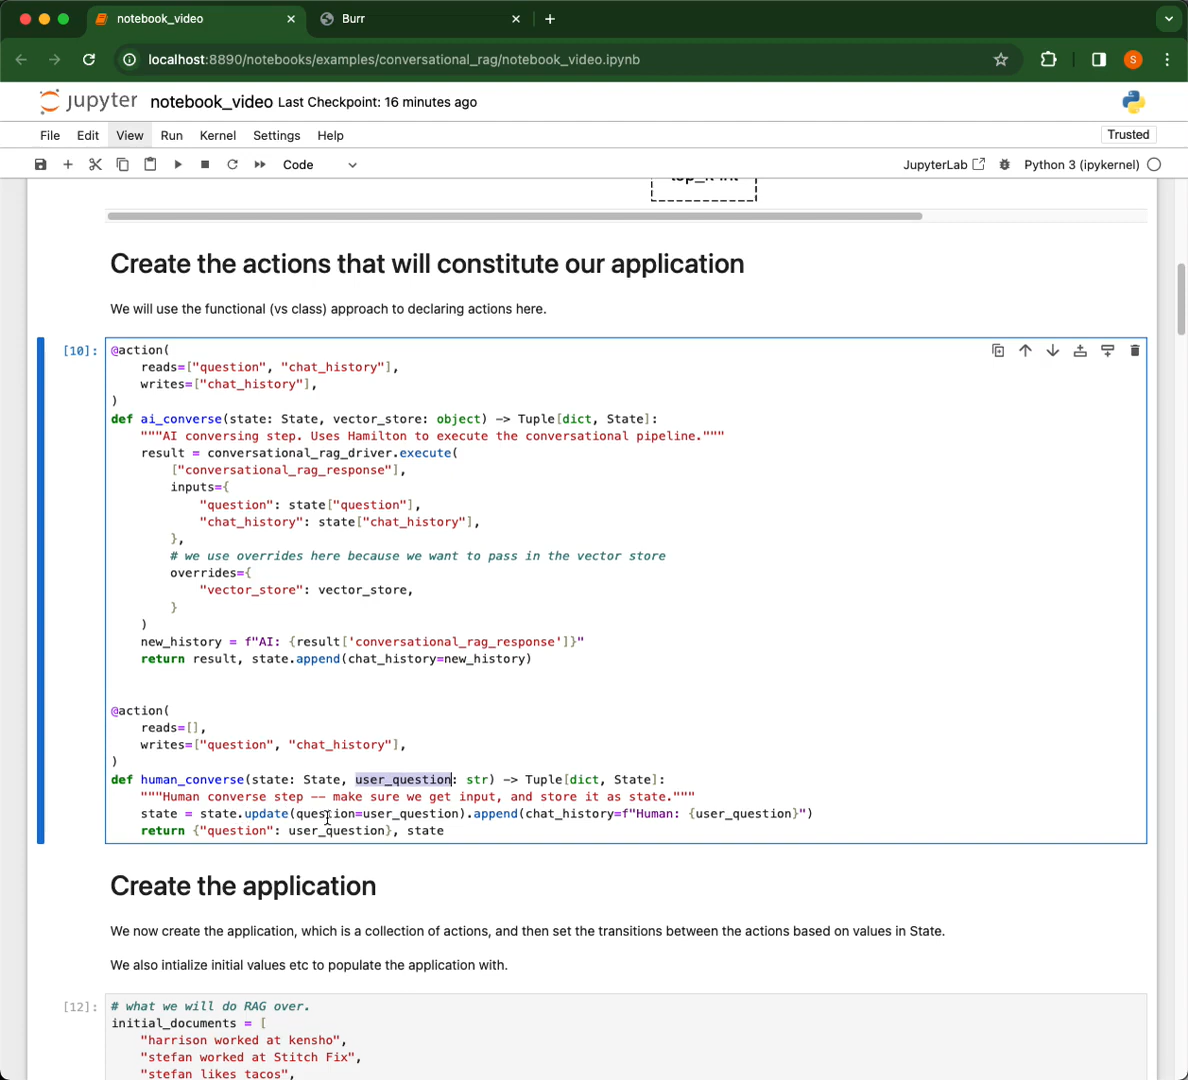 notebook_video
Burr
localhost:8890/notebooks/examples/conversational_rag/notebook_video.ipynb
S
jupyter notebook_video Last Checkpoint: 16 minutes ago
File Edit View Run Kernel Settings Help
Trusted
Code
JupyterLab
Python 3 (ipykernel)
Create the actions that will constitute our application
We will use the functional (vs class) approach to declaring actions here.
[10]:
@action(
    reads=["question", "chat_history"],
    writes=["chat_history"],
)
def ai_converse(state: State, vector_store: object) -> Tuple[dict, State]:
    """AI conversing step. Uses Hamilton to execute the conversational pipeline."""
    result = conversational_rag_driver.execute(
        ["conversational_rag_response"],
        inputs={
            "question": state["question"],
            "chat_history": state["chat_history"],
        },
        # we use overrides here because we want to pass in the vector store
        overrides={
            "vector_store": vector_store,
        }
    )
    new_history = f"AI: {result['conversational_rag_response']}"
    return result, state.append(chat_history=new_history)
@action(
    reads=[],
    writes=["question", "chat_history"],
)
def human_converse(state: State, user_question: str) -> Tuple[dict, State]:
    """Human converse step -- make sure we get input, and store it as state."""
    state = state.update(question=user_question).append(chat_history=f"Human: {user_question}")
    return {"question": user_question}, state
Create the application
We now create the application, which is a collection of actions, and then set the transitions between the actions based on values in State.
We also intialize initial values etc to populate the application with.
[12]:
# what we will do RAG over.
initial_documents = [
    "harrison worked at kensho",
    "stefan worked at Stitch Fix",
    "stefan likes tacos",